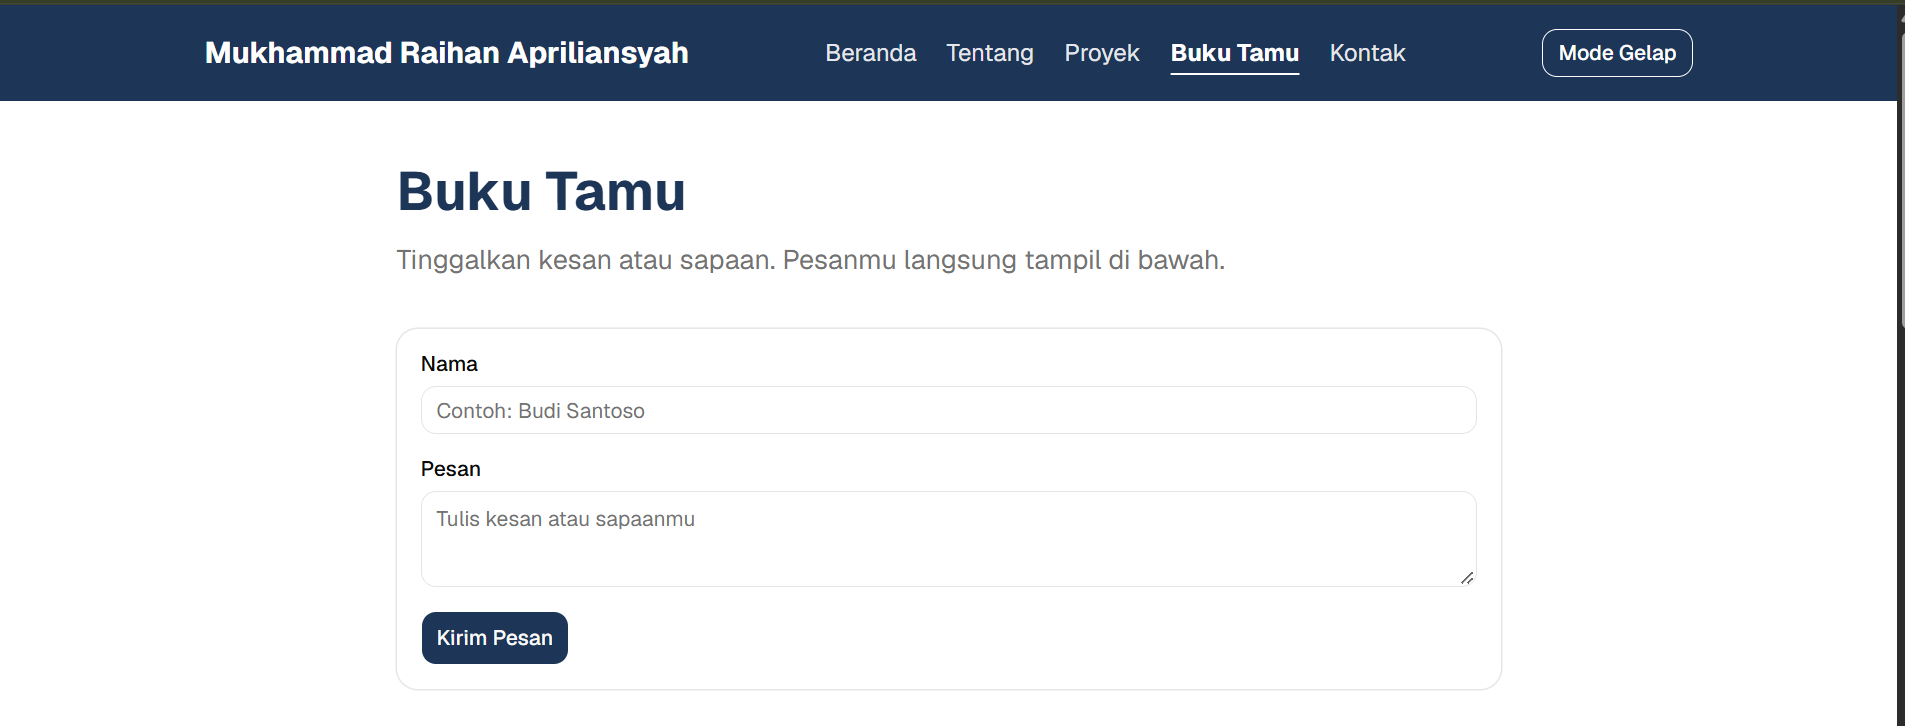 Mukhammad Raihan Apriliansyah
Beranda
Tentang
Proyek
Buku Tamu
Kontak
Mode Gelap
Buku Tamu
Tinggalkan kesan atau sapaan. Pesanmu langsung tampil di bawah.
Nama
Contoh: Budi Santoso
Pesan
Tulis kesan atau sapaanmu
Kirim Pesan